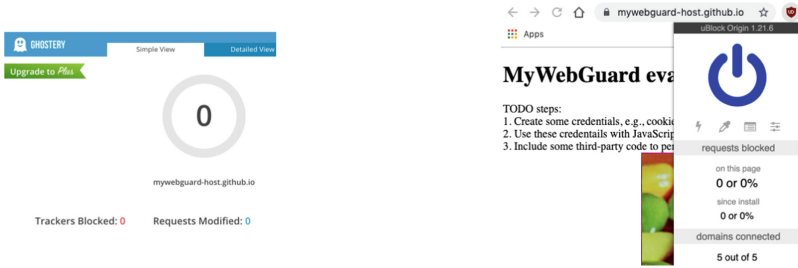 GHOSTERY
Simple View
Detailed View
Upgrade to Plus
0
mywebguard-host.github.io
Trackers Blocked: 0
Requests Modified: 0
mywebguard-host.github.io
Apps
uBlock Origin 1.21.6
MyWebGuard eva
TODO steps:
1. Create some credentials, e.g., cookie
2. Use these credentails with JavaScrip
3. Include some third-party code to per
requests blocked
on this page
0 or 0%
since install
0 or 0%
domains connected
5 out of 5